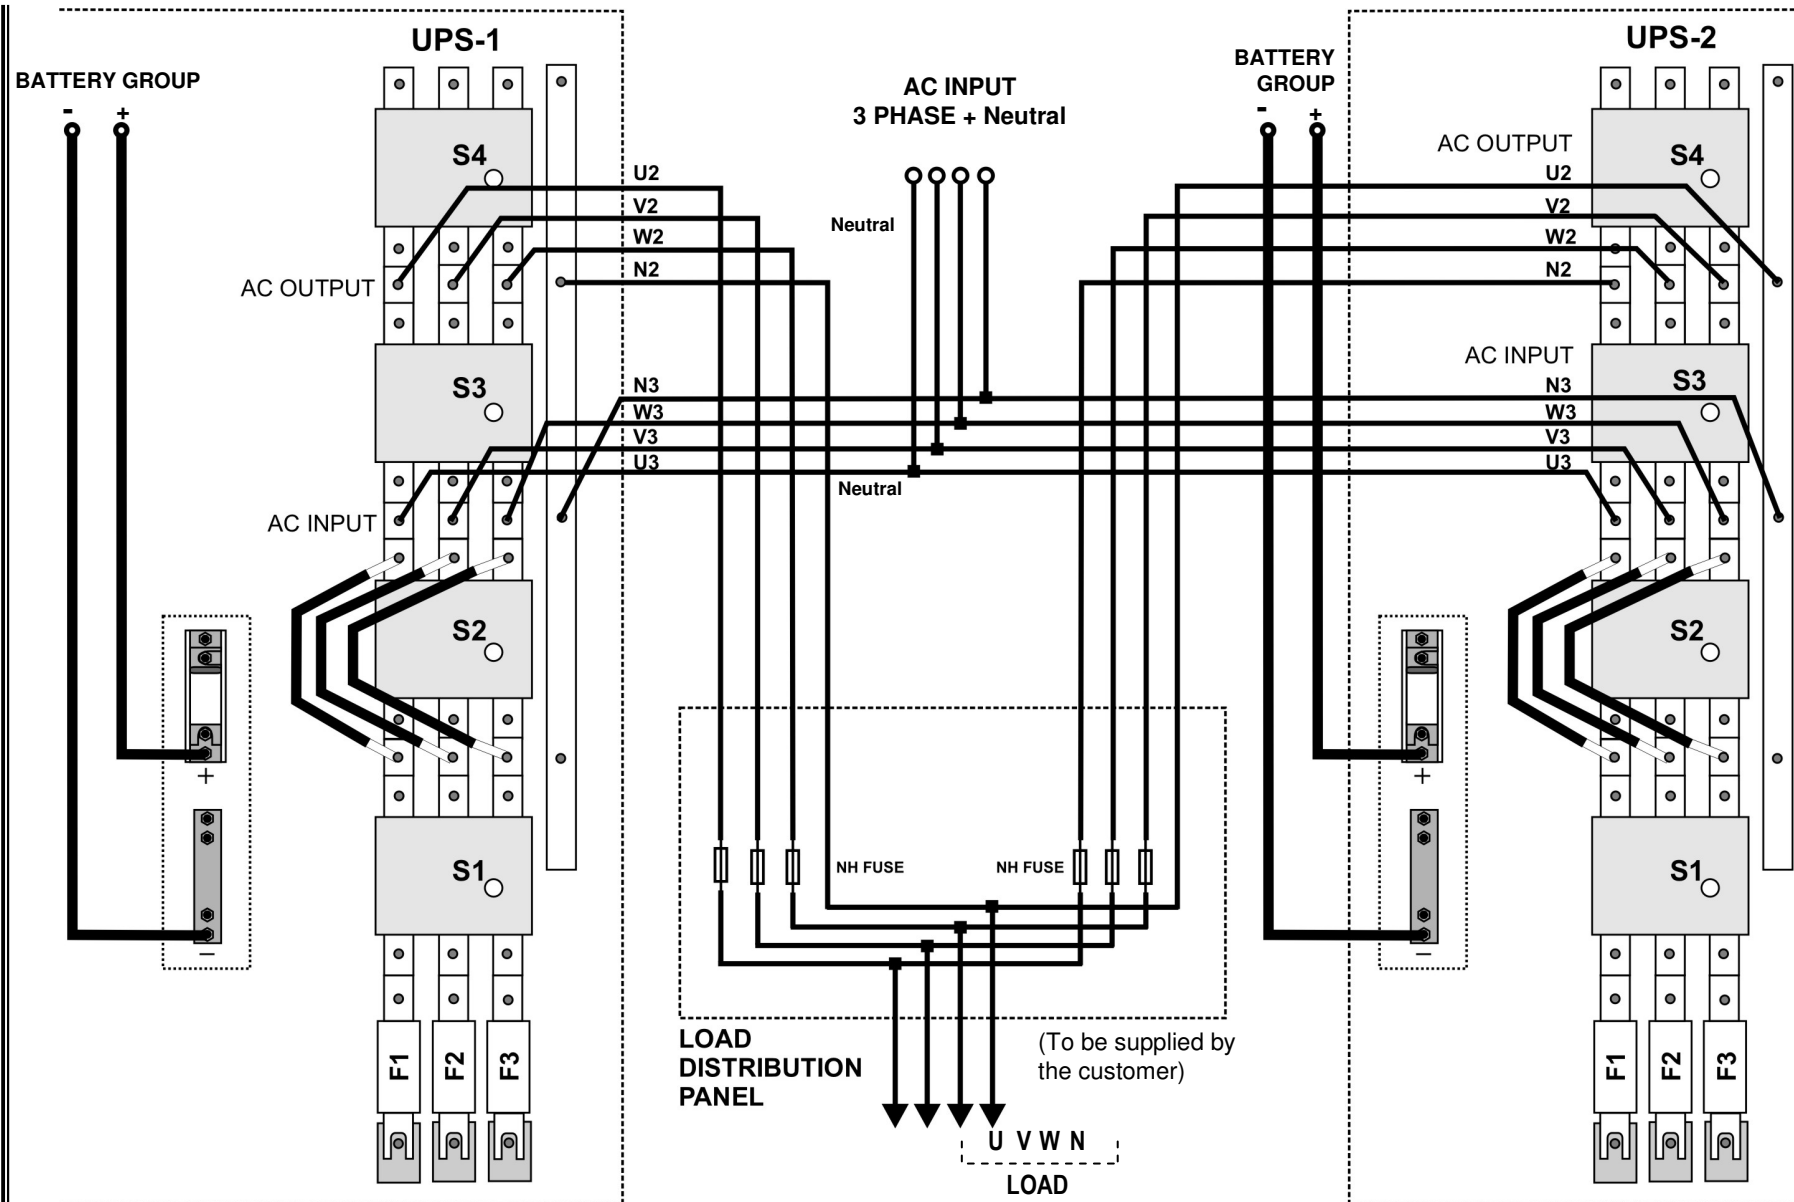 UPS-1
BATTERY GROUP
- +
S4
U2
V2
W2
N2
AC OUTPUT
S3
N3
W3
V3
U3
AC INPUT
S2
+
S1
–
F1 F2 F3
AC INPUT
3 PHASE + Neutral
Neutral
Neutral
NH FUSE
NH FUSE
LOAD
DISTRIBUTION
PANEL
(To be supplied by
the customer)
U V W N
LOAD
UPS-2
BATTERY
GROUP
- +
AC OUTPUT
S4
U2
V2
W2
N2
AC INPUT
S3
N3
W3
V3
U3
S2
+
S1
–
F1 F2 F3